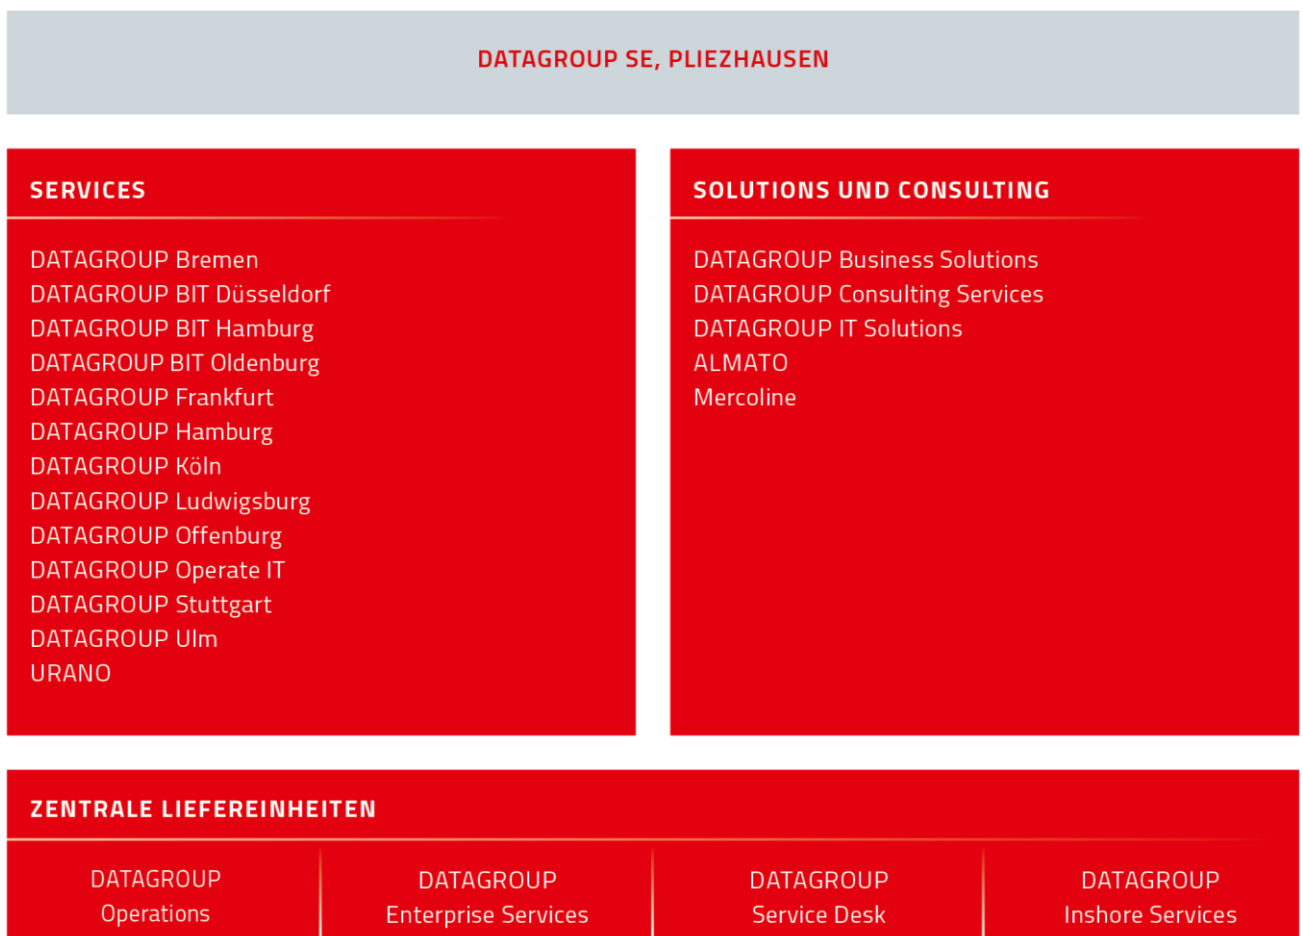 DATAGROUP SE, PLIEZHAUSEN
SERVICES
DATAGROUP Bremen
DATAGROUP BIT Düsseldorf
DATAGROUP BIT Hamburg
DATAGROUP BIT Oldenburg
DATAGROUP Frankfurt
DATAGROUP Hamburg
DATAGROUP Köln
DATAGROUP Ludwigsburg
DATAGROUP Offenburg
DATAGROUP Operate IT
DATAGROUP Stuttgart
DATAGROUP Ulm
URANO
SOLUTIONS UND CONSULTING
DATAGROUP Business Solutions
DATAGROUP Consulting Services
DATAGROUP IT Solutions
ALMATO
Mercoline
ZENTRALE LIEFEREINHEITEN
DATAGROUP
Operations
DATAGROUP
Enterprise Services
DATAGROUP
Service Desk
DATAGROUP
Inshore Services